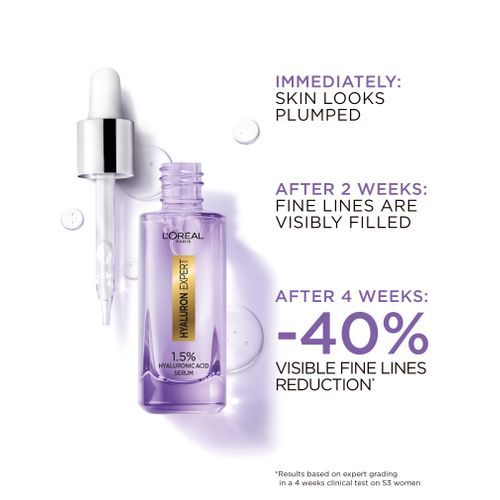 IMMEDIATELY:
SKIN LOOKS
PLUMPED
AFTER 2 WEEKS:
FINE LINES ARE
VISIBLY FILLED
AFTER 4 WEEKS:
-40%
VISIBLE FINE LINES
REDUCTION*
L'ORÉAL
PARIS
HYALURON EXPERT
1.5%
HYALURONIC ACID
SERUM
*Results based on expert grading
in a 4 weeks clinical test on 53 women